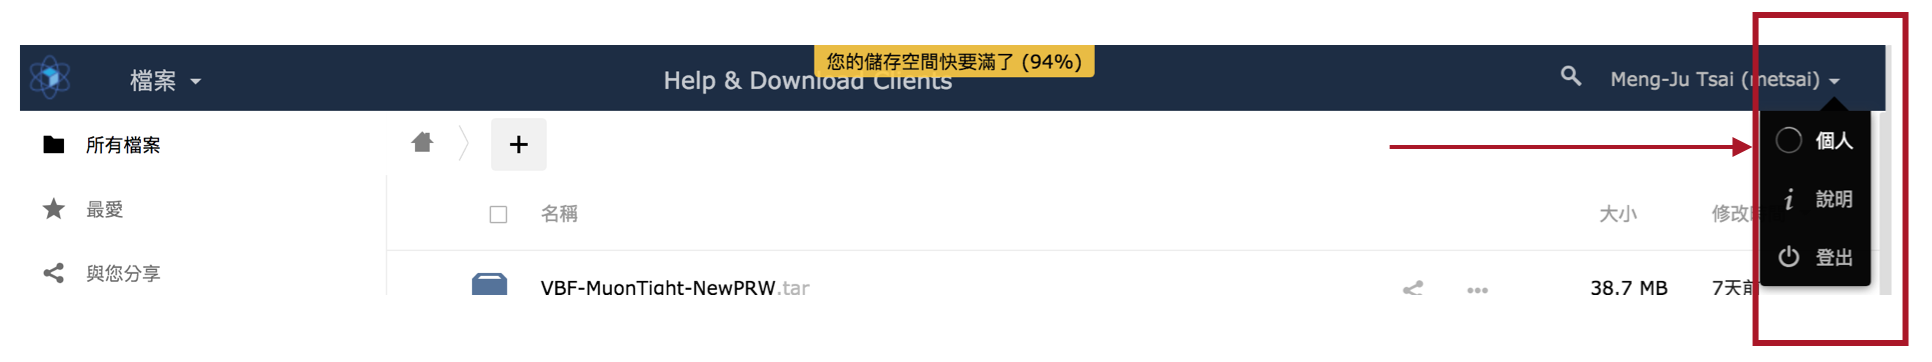 您的儲存空間快要滿了 (94%)
檔案
Help & Download Clients
Meng-Ju Tsai (metsai)
個人
說明
登出
所有檔案
最愛
與您分享
+
名稱
大小
修改
VBF-MuonTight-NewPRW.tar
38.7 MB
7天前